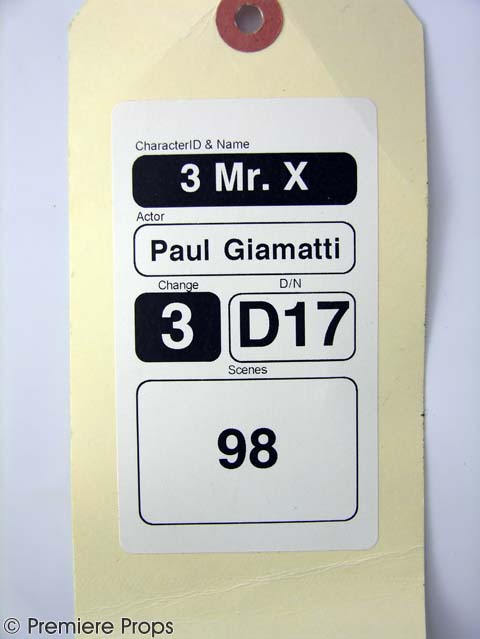 CharacterID & Name
3 Mr. X
Actor
Paul Giamatti
Change D/N
3 D17
Scenes
98
© Premiere Props